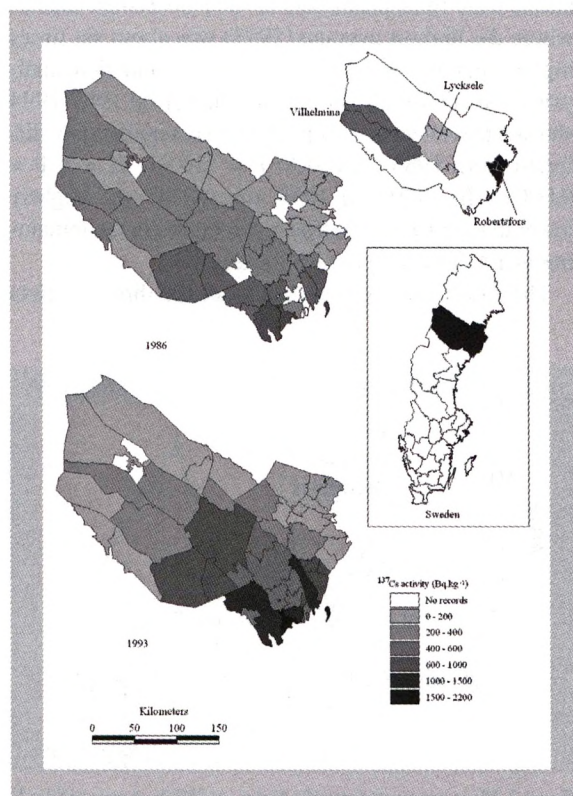 Lycksele
Vilhelmina
Robertsfors
1986
Sweden
1993
¹³⁷Cs activity (Bq.kg⁻¹)
No records
0 - 200
200 - 400
400 - 600
600 - 1000
1000 - 1500
1500 - 2200
Kilometers
0 50 100 150